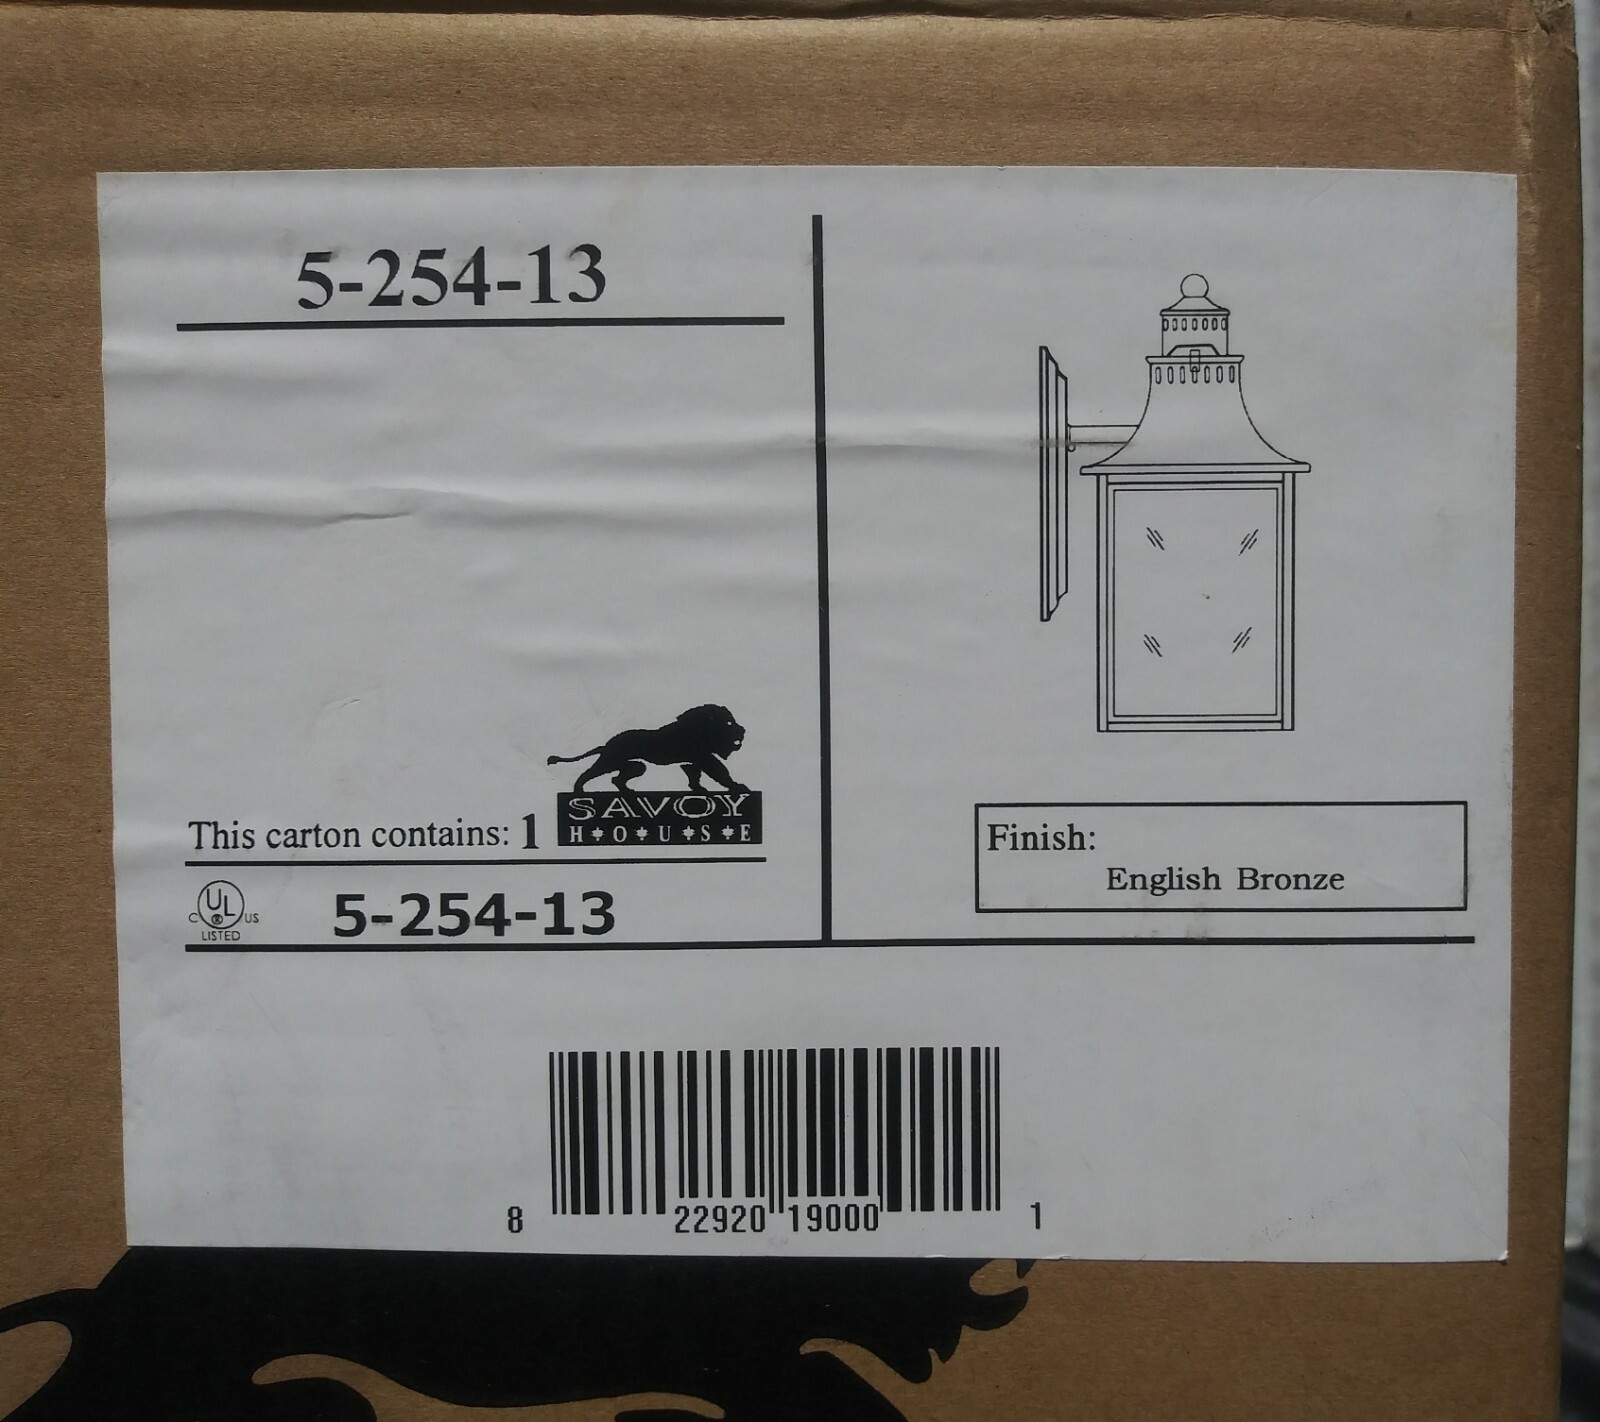 5-254-13
SAVOY
H♦O♦U♦S♦E
This carton contains: 1
C UL ® US
LISTED
5-254-13
Finish:
English Bronze
8 22920 19000 1